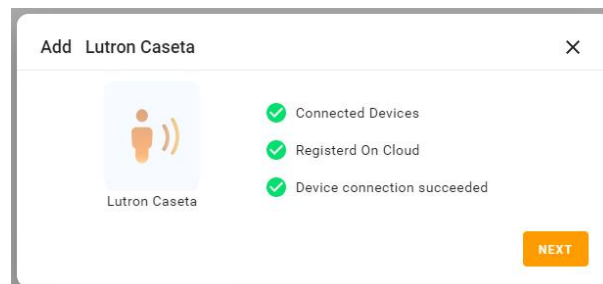 Add Lutron Caseta
Connected Devices
Registerd On Cloud
Device connection succeeded
Lutron Caseta
NEXT